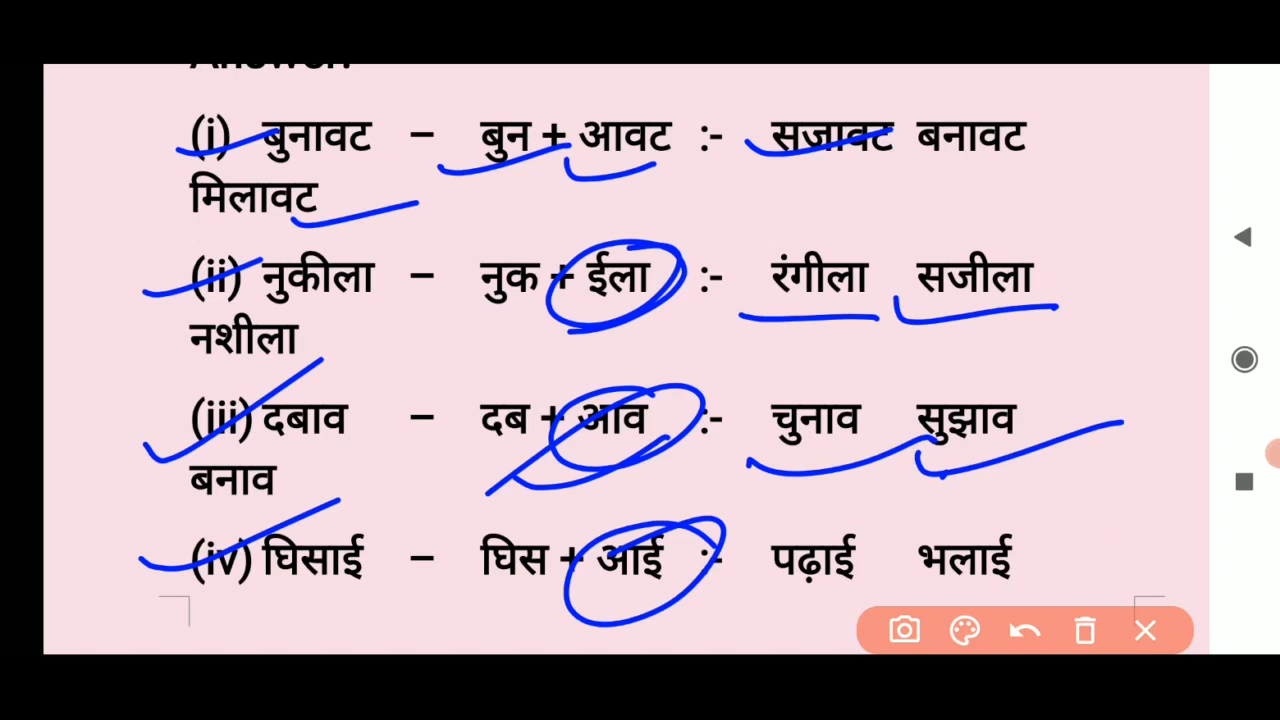 Answer:
(i) बुनावट – बुन + आवट :- सजावट बनावट
मिलावट
(ii) नुकीला – नुक + ईला :- रंगीला सजीला
नशीला
(iii) दबाव – दब + आव :- चुनाव सुझाव
बनाव
(iv) घिसाई – घिस + आई :- पढ़ाई भलाई